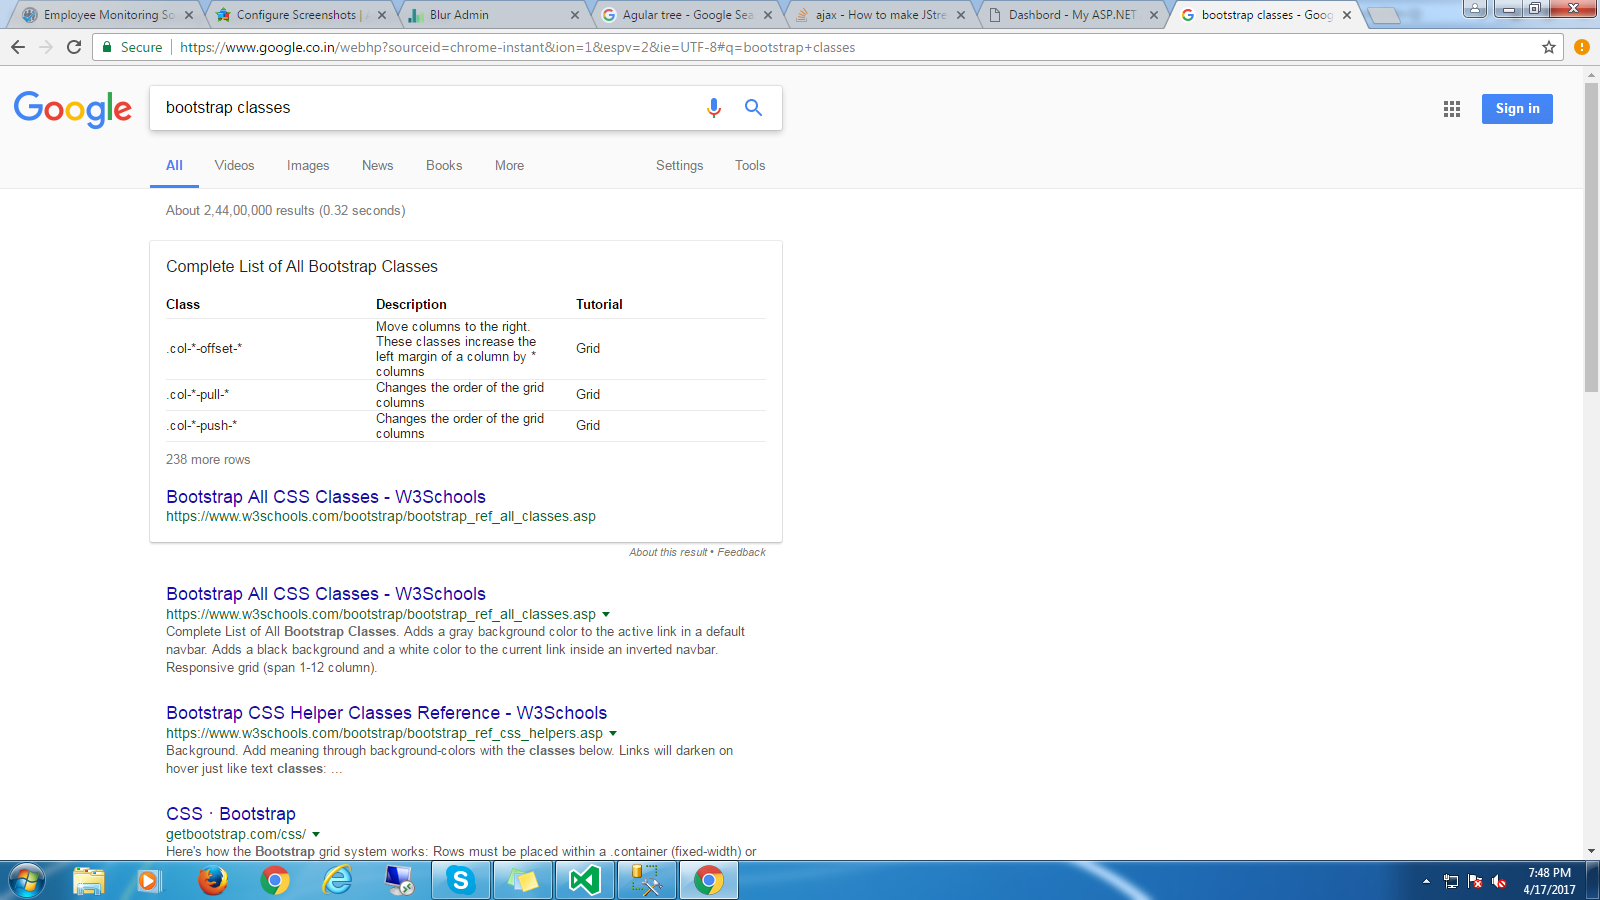 Employee Monitoring So
Configure Screenshots |
Blur Admin
Agular tree - Google Sea
ajax - How to make JStre
Dashbord - My ASP.NET
bootstrap classes - Goog
Secure
https://www.google.co.in/webhp?sourceid=chrome-instant&ion=1&espv=2&ie=UTF-8#q=bootstrap+classes
Google
bootstrap classes
Sign in
All
Videos
Images
News
Books
More
Settings
Tools
About 2,44,00,000 results (0.32 seconds)
Complete List of All Bootstrap Classes
Class Description Tutorial
.col-*-offset-*
Move columns to the right.
These classes increase the
left margin of a column by *
columns
Grid
.col-*-pull-*
Changes the order of the grid
columns
Grid
.col-*-push-*
Changes the order of the grid
columns
Grid
238 more rows
Bootstrap All CSS Classes - W3Schools
https://www.w3schools.com/bootstrap/bootstrap_ref_all_classes.asp
About this result • Feedback
Bootstrap All CSS Classes - W3Schools
https://www.w3schools.com/bootstrap/bootstrap_ref_all_classes.asp
Complete List of All Bootstrap Classes. Adds a gray background color to the active link in a default
navbar. Adds a black background and a white color to the current link inside an inverted navbar.
Responsive grid (span 1-12 column).
Bootstrap CSS Helper Classes Reference - W3Schools
https://www.w3schools.com/bootstrap/bootstrap_ref_css_helpers.asp
Background. Add meaning through background-colors with the classes below. Links will darken on
hover just like text classes: ...
CSS · Bootstrap
getbootstrap.com/css/
Here's how the Bootstrap grid system works: Rows must be placed within a .container (fixed-width) or
7:48 PM
4/17/2017